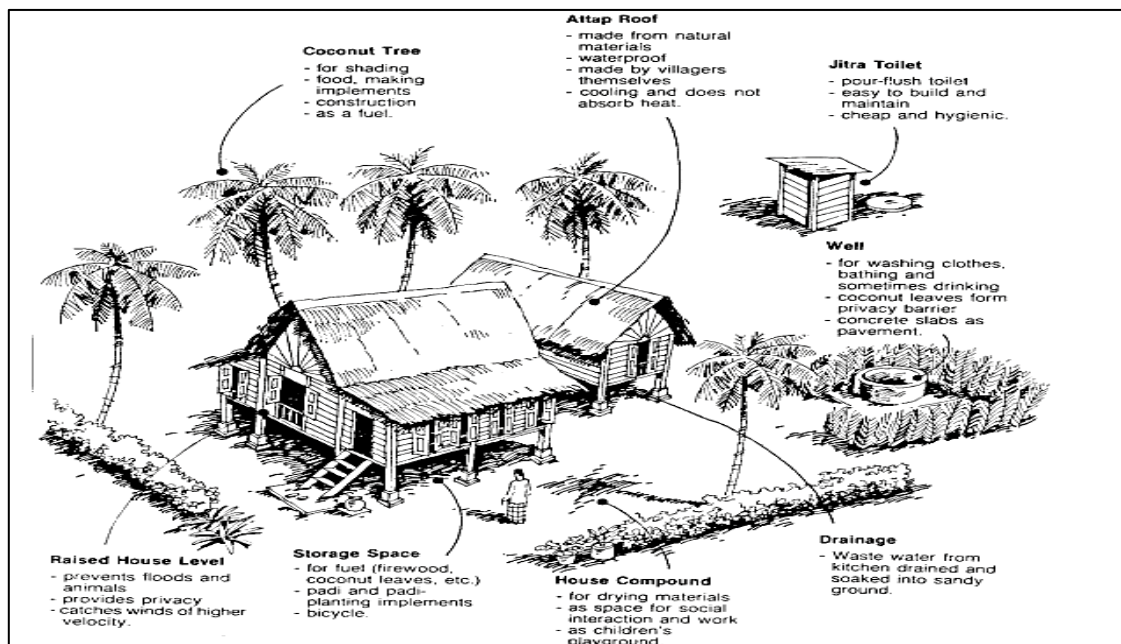 Coconut Tree
- for shading
- food, making
implements
- construction
- as a fuel.
Attap Roof
- made from natural
materials
- waterproof
- made by villagers
themselves
- cooling and does not
absorb heat.
Jitra Toilet
- pour-flush toilet
- easy to build and
maintain
- cheap and hygienic.
Well
- for washing clothes,
bathing and
sometimes drinking
- coconut leaves form
privacy barrier
- concrete slabs as
pavement.
Raised House Level
- prevents floods and
animals
- provides privacy
- catches winds of higher
velocity.
Storage Space
- for fuel (firewood,
coconut leaves, etc.)
- padi and padi-
planting implements
- bicycle.
House Compound
- for drying materials
- as space for social
interaction and work
- as children's
playground
Drainage
- Waste water from
kitchen drained and
soaked into sandy
ground.